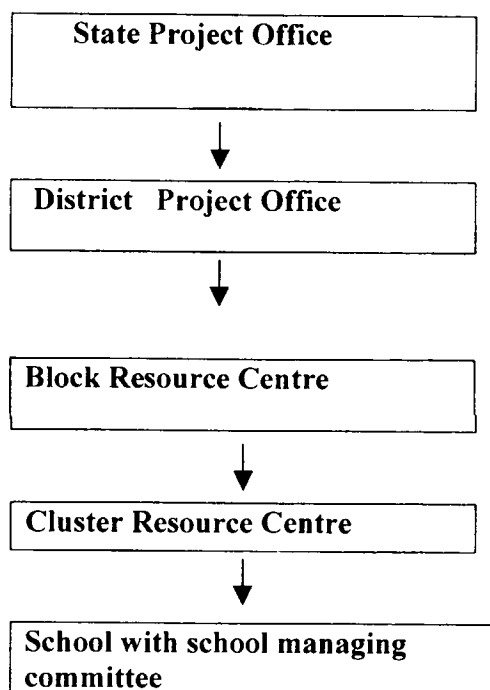 State Project Office
District Project Office
Block Resource Centre
Cluster Resource Centre
School with school managing
committee